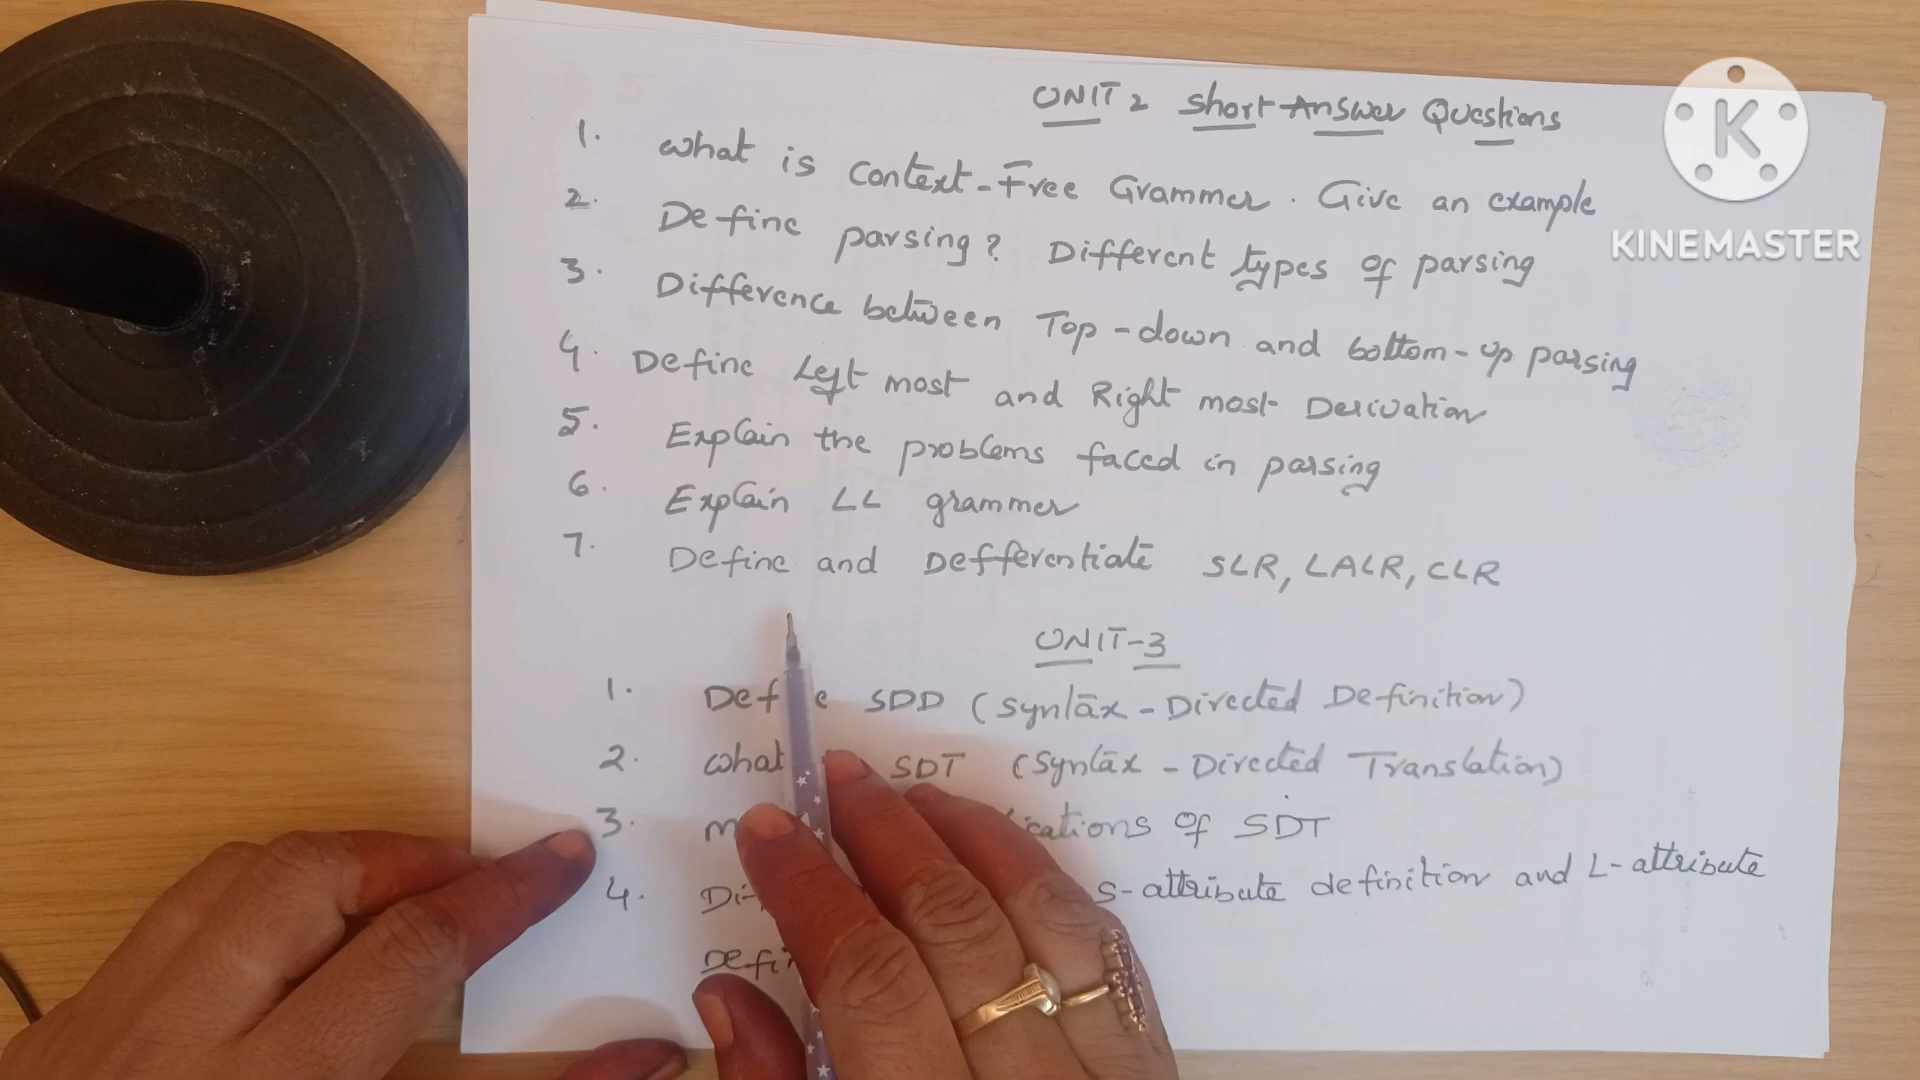 UNIT 2 Short Answer Questions
1. What is Context-Free Grammer. Give an example
2. Define parsing? Different types of parsing
3. Difference between Top-down and bottom-up parsing
4. Define Left most and Right most Derivation
5. Explain the problems faced in parsing
6. Explain LL grammer
7. Define and Defferentiate SLR, LALR, CLR
UNIT-3
1. Def e SDD (Syntax-Directed Definition)
2. what SDT (Syntax-Directed Translation)
3. ications of SDT
4. S-attribute definition and L-attribute
Defi
K
KINEMASTER